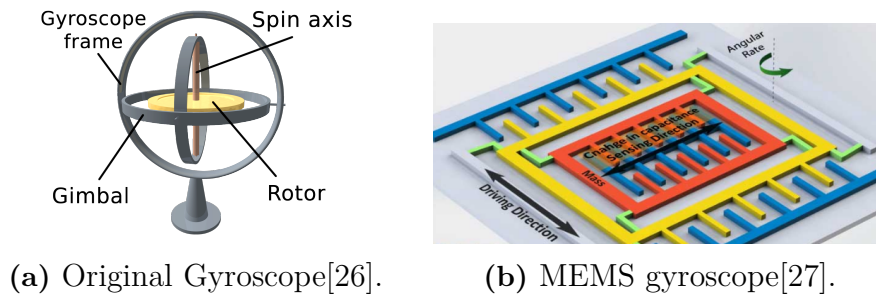 Gyroscope
frame
Spin axis
Gimbal
Rotor
Angular
Rate
Cnahge in capacitance
Sensing Direction
Mass
Driving Direction
(a) Original Gyroscope[26].
(b) MEMS gyroscope[27].